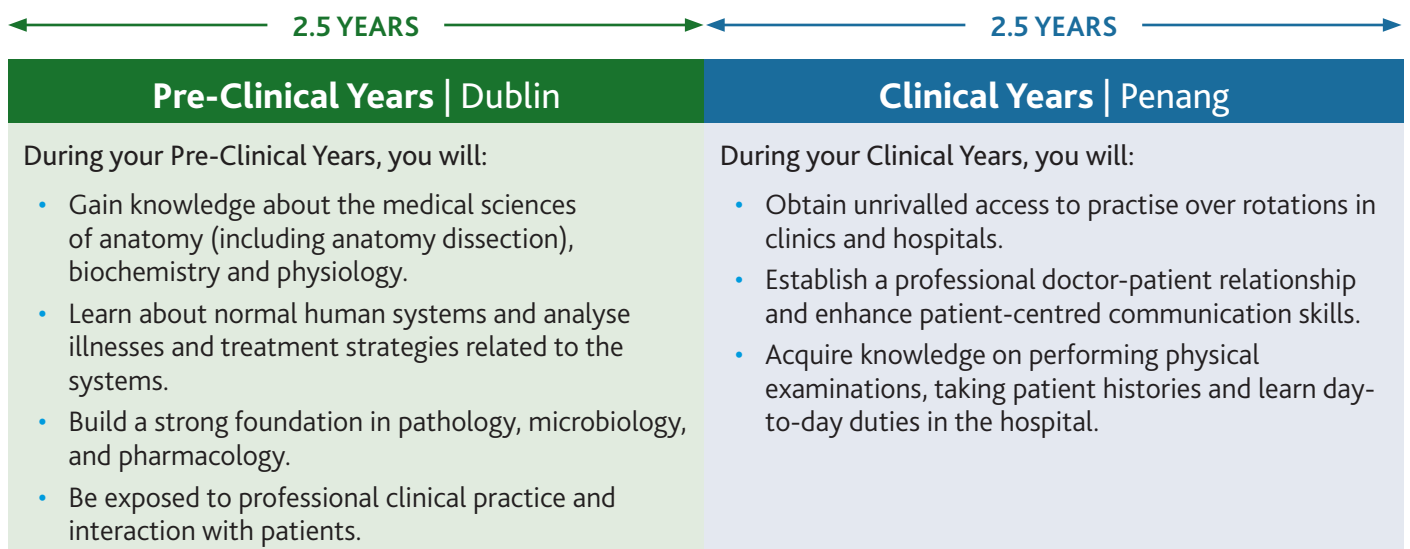 2.5 YEARS
2.5 YEARS
Pre-Clinical Years | Dublin
During your Pre-Clinical Years, you will:
• Gain knowledge about the medical sciences
of anatomy (including anatomy dissection),
biochemistry and physiology.
• Learn about normal human systems and analyse
illnesses and treatment strategies related to the
systems.
• Build a strong foundation in pathology, microbiology,
and pharmacology.
• Be exposed to professional clinical practice and
interaction with patients.
Clinical Years | Penang
During your Clinical Years, you will:
• Obtain unrivalled access to practise over rotations in
clinics and hospitals.
• Establish a professional doctor-patient relationship
and enhance patient-centred communication skills.
• Acquire knowledge on performing physical
examinations, taking patient histories and learn day-
to-day duties in the hospital.